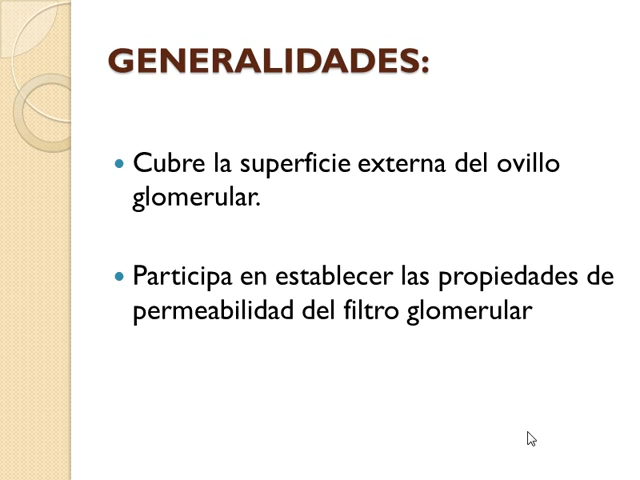 GENERALIDADES:
• Cubre la superficie externa del ovillo
glomerular.
• Participa en establecer las propiedades de
permeabilidad del filtro glomerular